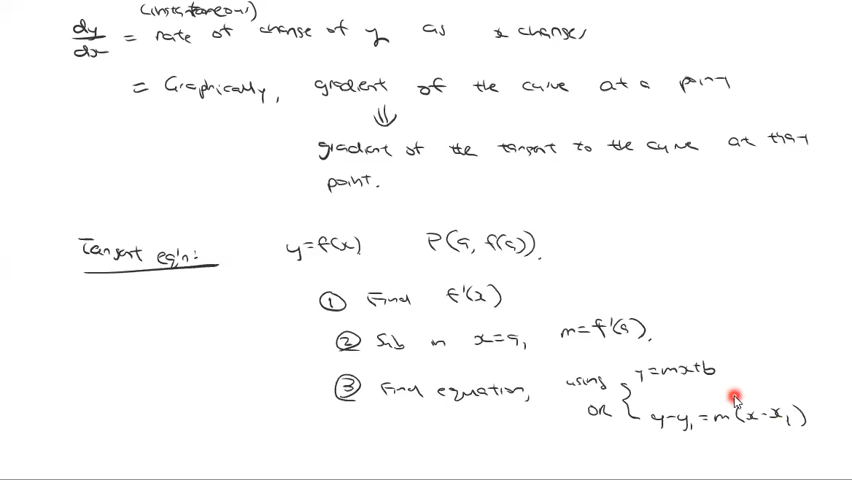 (instantaneous)
dy/dx = rate of change of y as x changes
= Graphically, gradient of the curve at a point
⇓
gradient of the tangent to the curve at that
point.
Tangent eq'n: y=f(x) P(a, f(a)).
① Find f'(x)
② Sub in x=a, m=f'(a).
③ Find equation, using { y=mx+b
OR y-y₁=m(x-x₁)